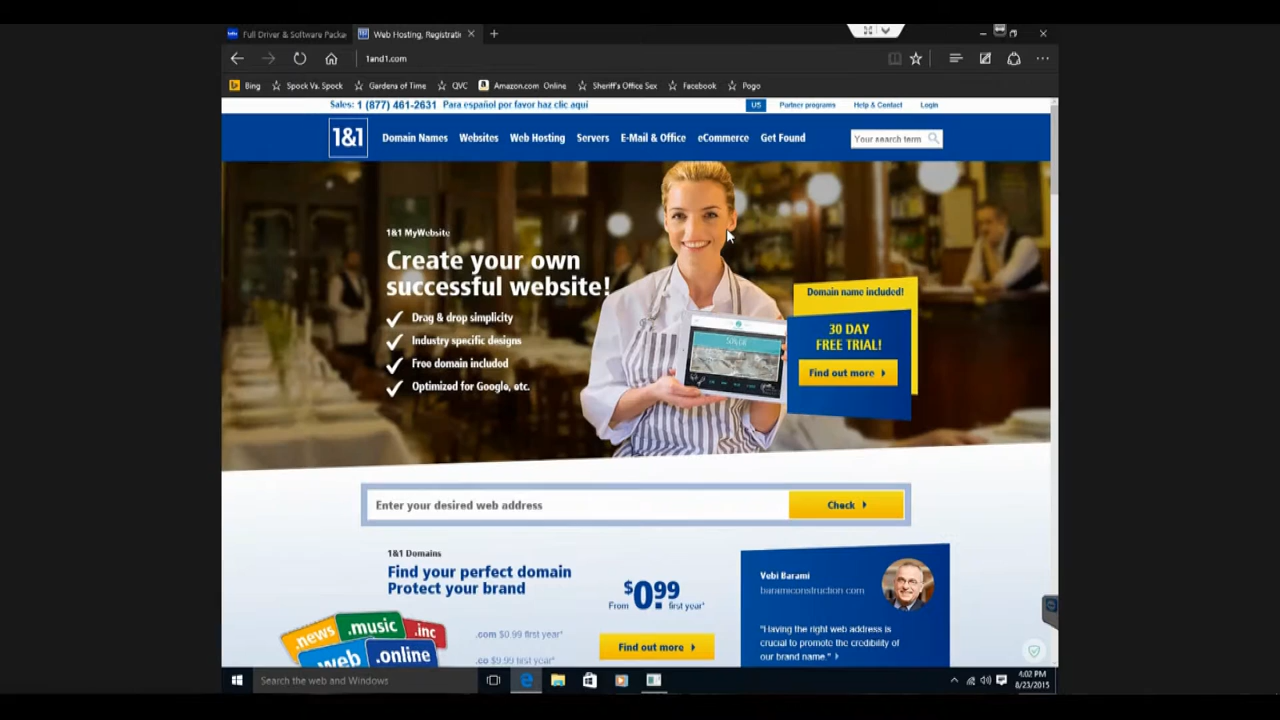 Full Driver & Software Packa
Web Hosting, Registratio
1and1.com
Bing
Spock Vs. Spock
Gardens of Time
QVC
Amazon.com Online
Sheriff's Office Sex
Facebook
Pogo
Sales: 1 (877) 461-2631 Para español por favor haz clic aquí
US
Partner programs
Help & Contact
Login
1&1
Domain Names
Websites
Web Hosting
Servers
E-Mail & Office
eCommerce
Get Found
Your search term
1&1 MyWebsite
Create your own
successful website!
Drag & drop simplicity
Industry specific designs
Free domain included
Optimized for Google, etc.
Domain name included!
30 DAY
FREE TRIAL!
Find out more
Enter your desired web address
Check
1&1 Domains
Find your perfect domain
Protect your brand
From $0.99 first year*
.com $0.99 first year*
.co $9.99 first year*
Find out more
.news
.music
.inc
.web
.online
Vebi Barami
baramiconstruction.com
"Having the right web address is
crucial to promote the credibility of
our brand name."
Search the web and Windows
4:02 PM
8/23/2015